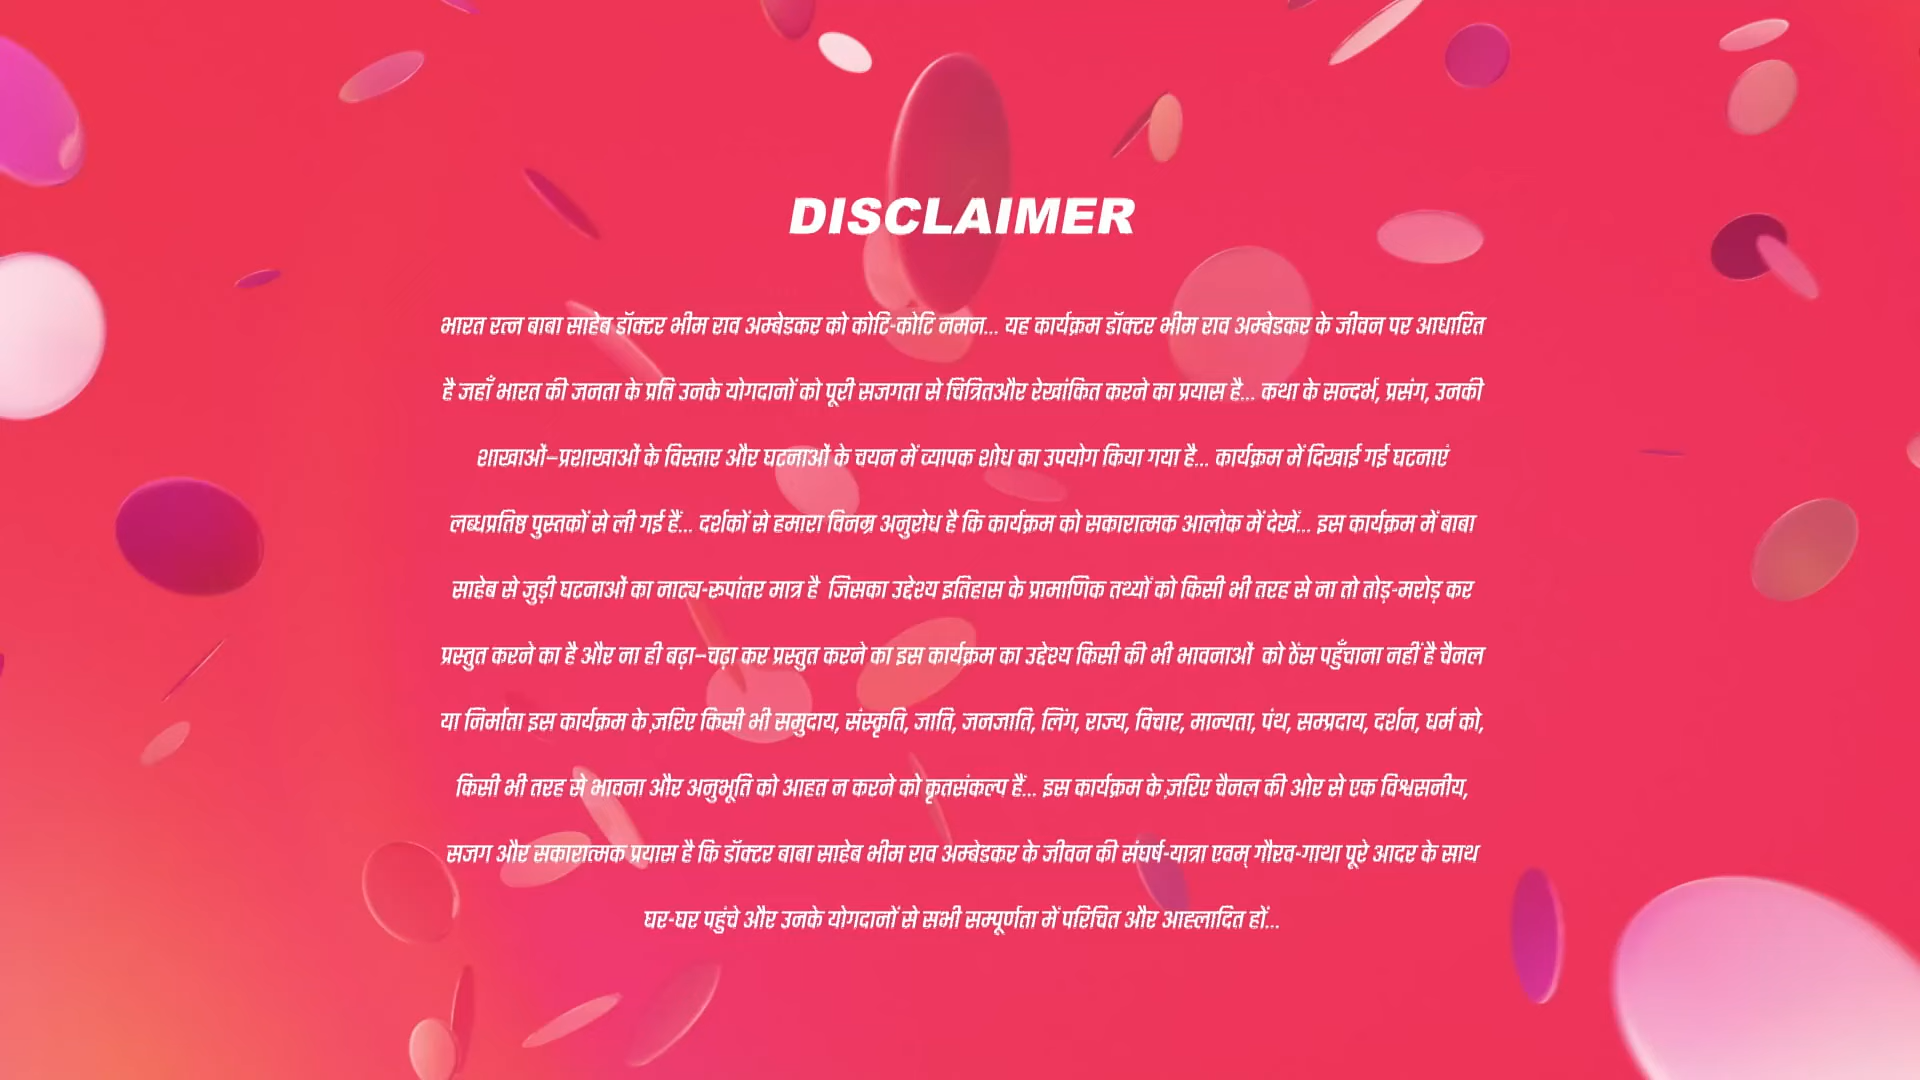 DISCLAIMER
भारत रत्न बाबा साहेब डॉक्टर भीम राव अम्बेडकर को कोटि-कोटि नमन... यह कार्यक्रम डॉक्टर भीम राव अम्बेडकर के जीवन पर आधारित
है जहाँ भारत की जनता के प्रति उनके योगदानों को पूरी सजगता से चित्रितऔर रेखांकित करने का प्रयास है... कथा के सन्दर्भ, प्रसंग, उनकी
शाखाओं–प्रशाखाओं के विस्तार और घटनाओं के चयन में व्यापक शोध का उपयोग किया गया है... कार्यक्रम में दिखाई गई घटनाएं
लब्धप्रतिष्ठ पुस्तकों से ली गई हैं... दर्शकों से हमारा विनम्र अनुरोध है कि कार्यक्रम को सकारात्मक आलोक में देखें... इस कार्यक्रम में बाबा
साहेब से जुड़ी घटनाओं का नाट्य-रुपांतर मात्र है जिसका उद्देश्य इतिहास के प्रामाणिक तथ्यों को किसी भी तरह से ना तो तोड़-मरोड़ कर
प्रस्तुत करने का है और ना ही बढ़ा–चढ़ा कर प्रस्तुत करने का इस कार्यक्रम का उद्देश्य किसी की भी भावनाओं को ठेंस पहुँचाना नहीं है चैनल
या निर्माता इस कार्यक्रम के ज़रिए किसी भी समुदाय, संस्कृति, जाति, जनजाति, लिंग, राज्य, विचार, मान्यता, पंथ, सम्प्रदाय, दर्शन, धर्म को,
किसी भी तरह से भावना और अनुभूति को आहत न करने को कृतसंकल्प हैं... इस कार्यक्रम के ज़रिए चैनल की ओर से एक विश्वसनीय,
सजग और सकारात्मक प्रयास है कि डॉक्टर बाबा साहेब भीम राव अम्बेडकर के जीवन की संघर्ष-यात्रा एवम् गौरव-गाथा पूरे आदर के साथ
घर-घर पहुंचे और उनके योगदानों से सभी सम्पूर्णता में परिचित और आह्लादित हों...